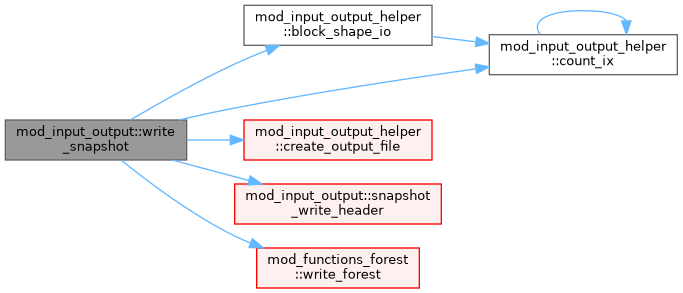 mod_input_output::write
_snapshot
mod_input_output_helper
::block_shape_io
mod_input_output_helper
::count_ix
mod_input_output_helper
::create_output_file
mod_input_output::snapshot
_write_header
mod_functions_forest
::write_forest